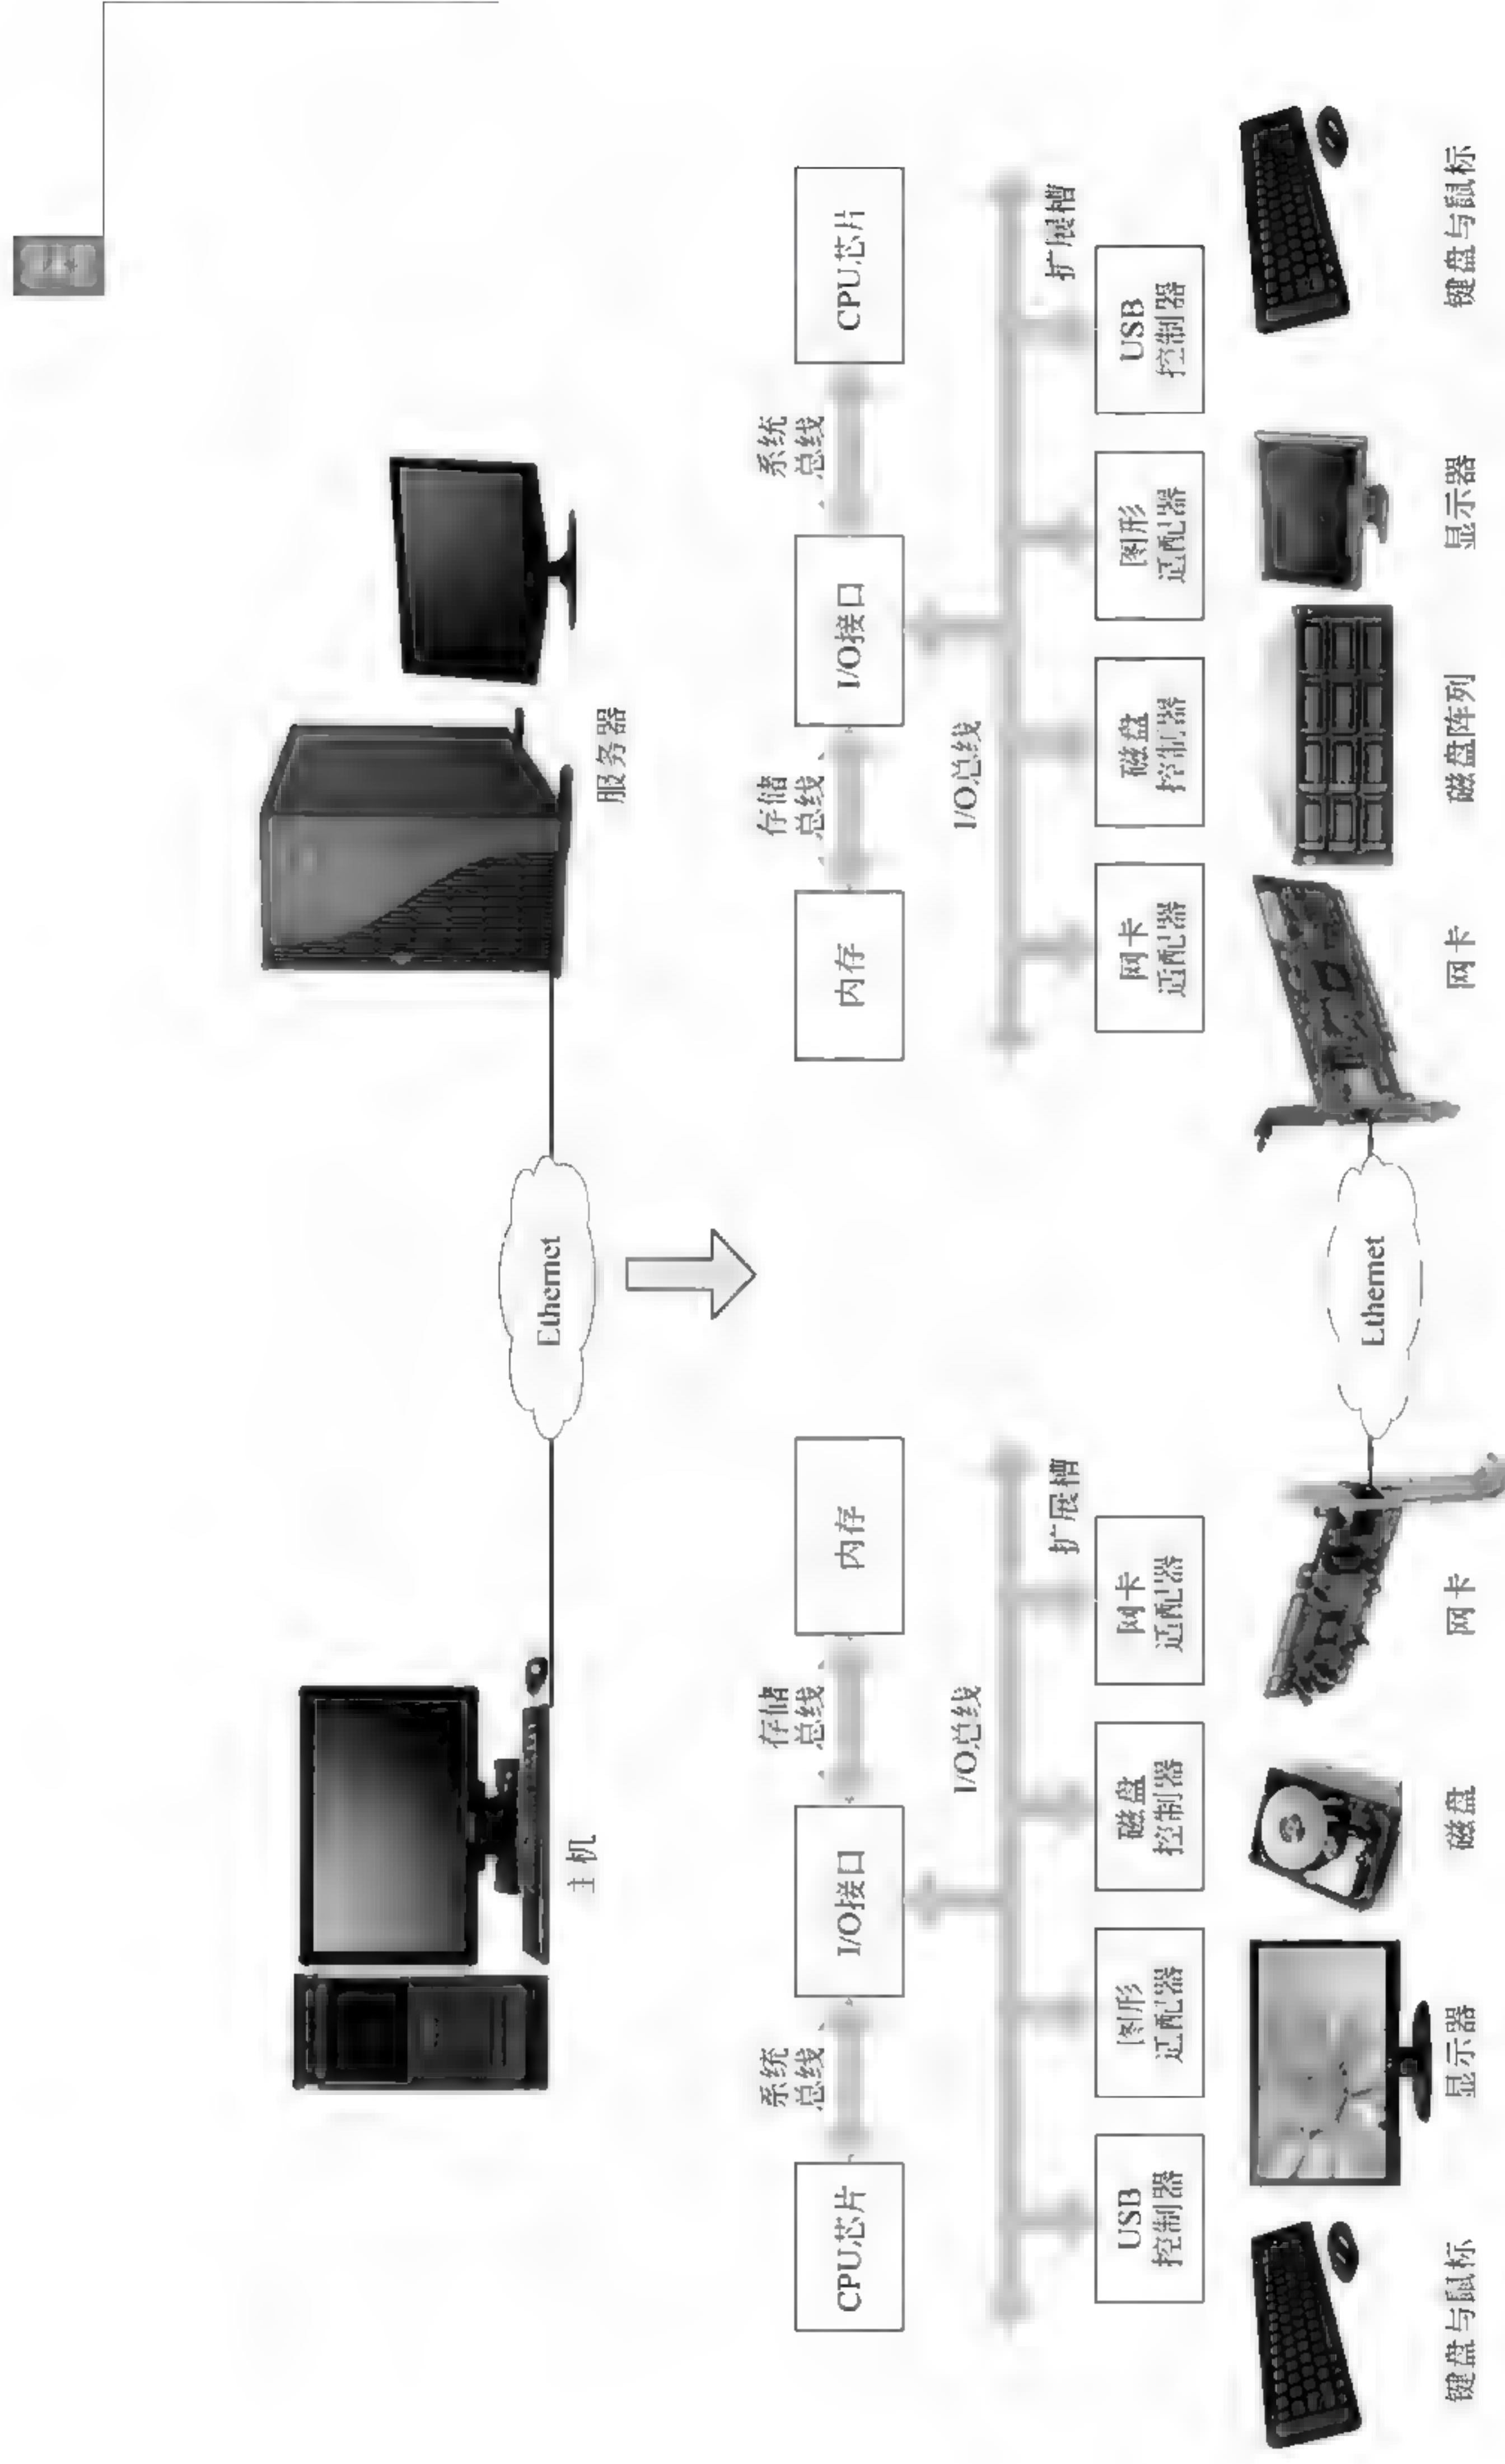 主机
Ethernet
服务器
系统
总线
存储
总线
存储
总线
系统
总线
CPU芯片
I/O接口
内存
内存
I/O接口
CPU芯片
I/O总线
I/O总线
扩展槽
扩展槽
USB
控制器
图形
适配器
磁盘
控制器
网卡
适配器
网卡
适配器
磁盘
控制器
图形
适配器
USB
控制器
Ethernet
键盘与鼠标
显示器
磁盘
网卡
网卡
磁盘阵列
显示器
键盘与鼠标